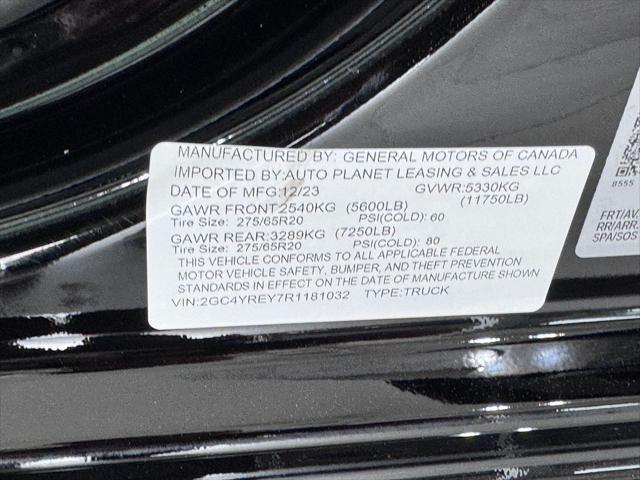 MANUFACTURED BY: GENERAL MOTORS OF CANADA
IMPORTED BY:AUTO PLANET LEASING & SALES LLC
DATE OF MFG:12/23 GVWR:5330KG
(11750LB)
GAWR FRONT:2540KG (5600LB)
Tire Size: 275/65R20 PSI(COLD): 60
GAWR REAR:3289KG (7250LB)
Tire Size: 275/65R20 PSI(COLD): 80
THIS VEHICLE CONFORMS TO ALL APPLICABLE FEDERAL
MOTOR VEHICLE SAFETY, BUMPER, AND THEFT PREVENTION
STANDARDS IN EFFECT ON THE DATE OF MANUFACTURE SHOWN
VIN:2GC4YREY7R1181032 TYPE:TRUCK
8555
FRT/AV
RR/ARR
SPA/SOS